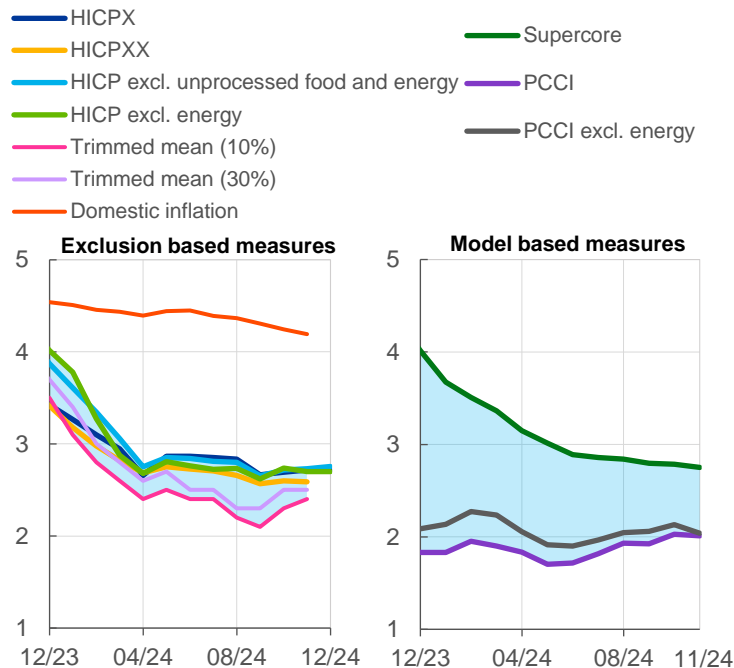 HICPX
HICPXX
HICP excl. unprocessed food and energy
HICP excl. energy
Trimmed mean (10%)
Trimmed mean (30%)
Domestic inflation
Supercore
PCCI
PCCI excl. energy
Exclusion based measures
5
4
3
2
1
12/23 04/24 08/24 12/24
Model based measures
5
4
3
2
1
12/23 04/24 08/24 11/24